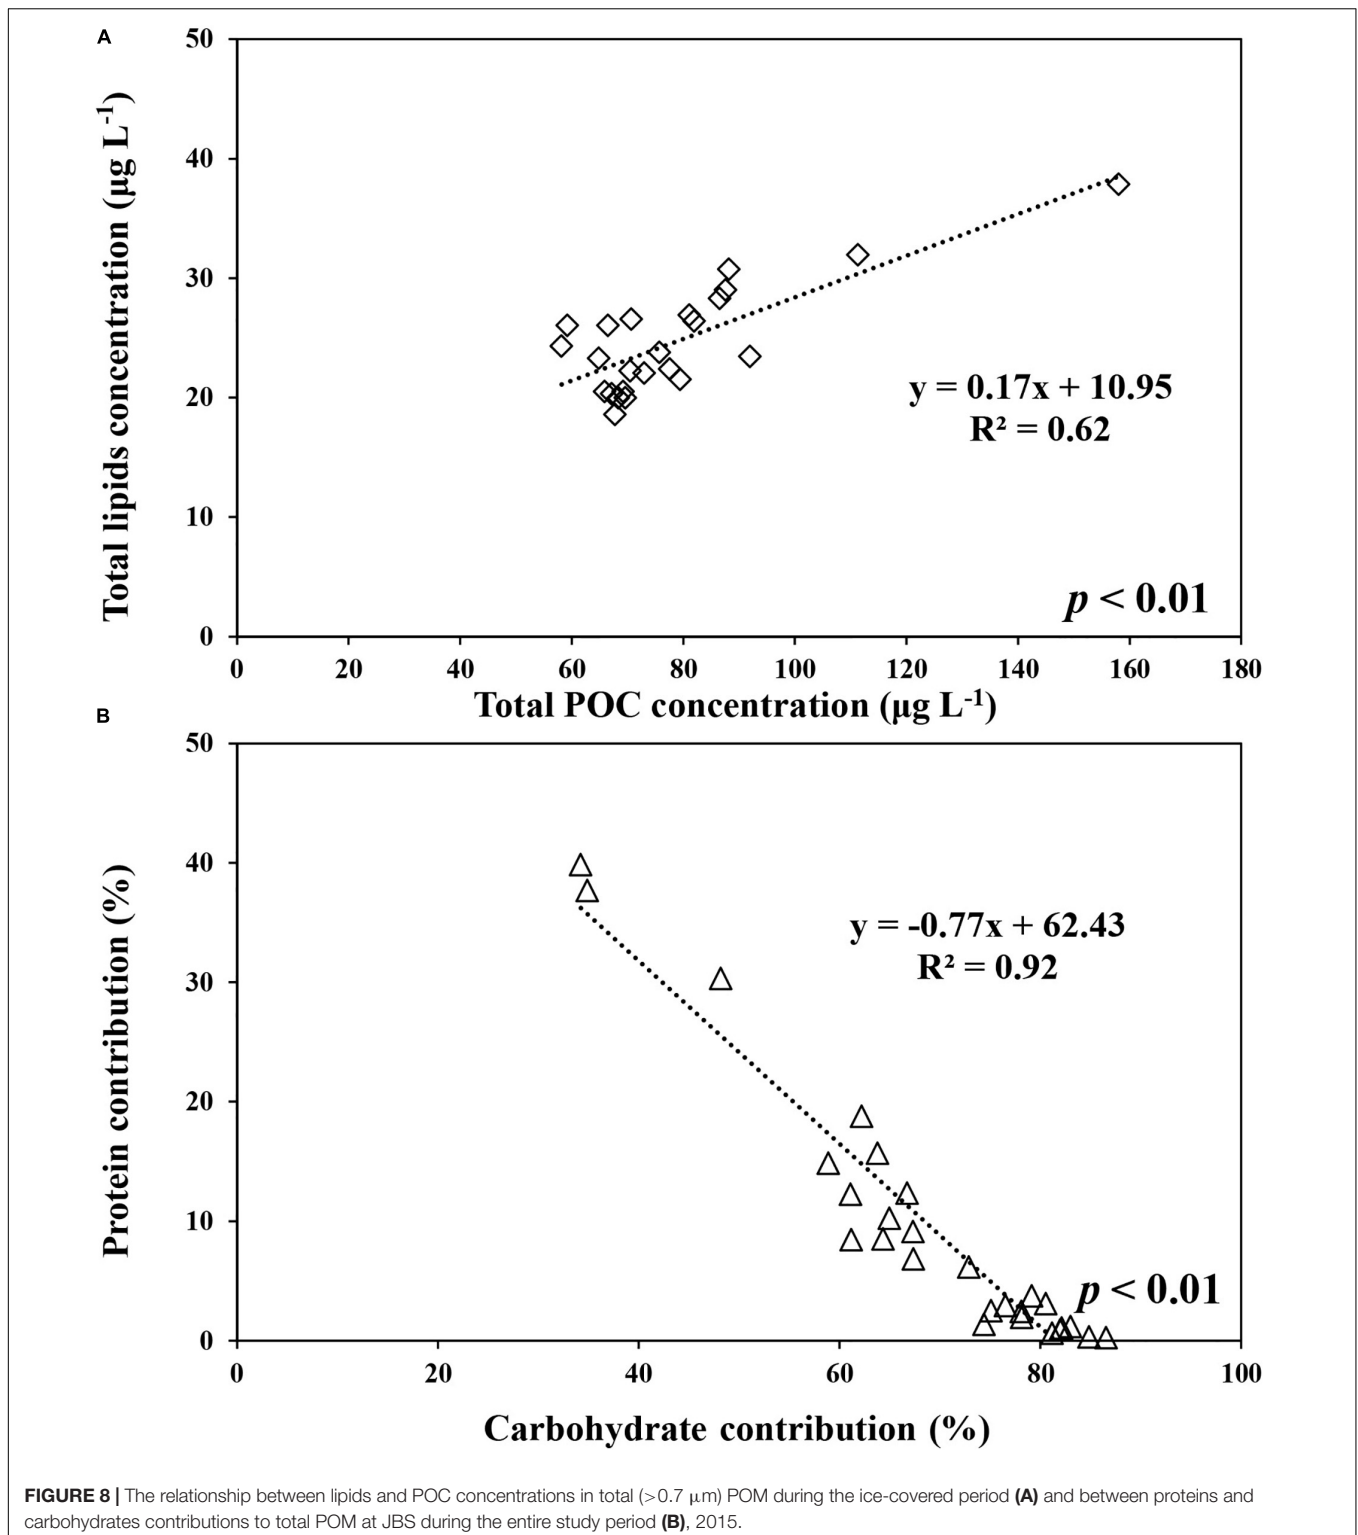 A
50
40
30
20
10
0
Total lipids concentration (µg L-1)
y = 0.17x + 10.95
R² = 0.62
p < 0.01
0 20 40 60 80 100 120 140 160 180
Total POC concentration (µg L-1)
B
50
40
30
20
10
0
Protein contribution (%)
y = -0.77x + 62.43
R² = 0.92
p < 0.01
0 20 40 60 80 100
Carbohydrate contribution (%)
FIGURE 8 | The relationship between lipids and POC concentrations in total (>0.7 µm) POM during the ice-covered period (A) and between proteins and
carbohydrates contributions to total POM at JBS during the entire study period (B), 2015.